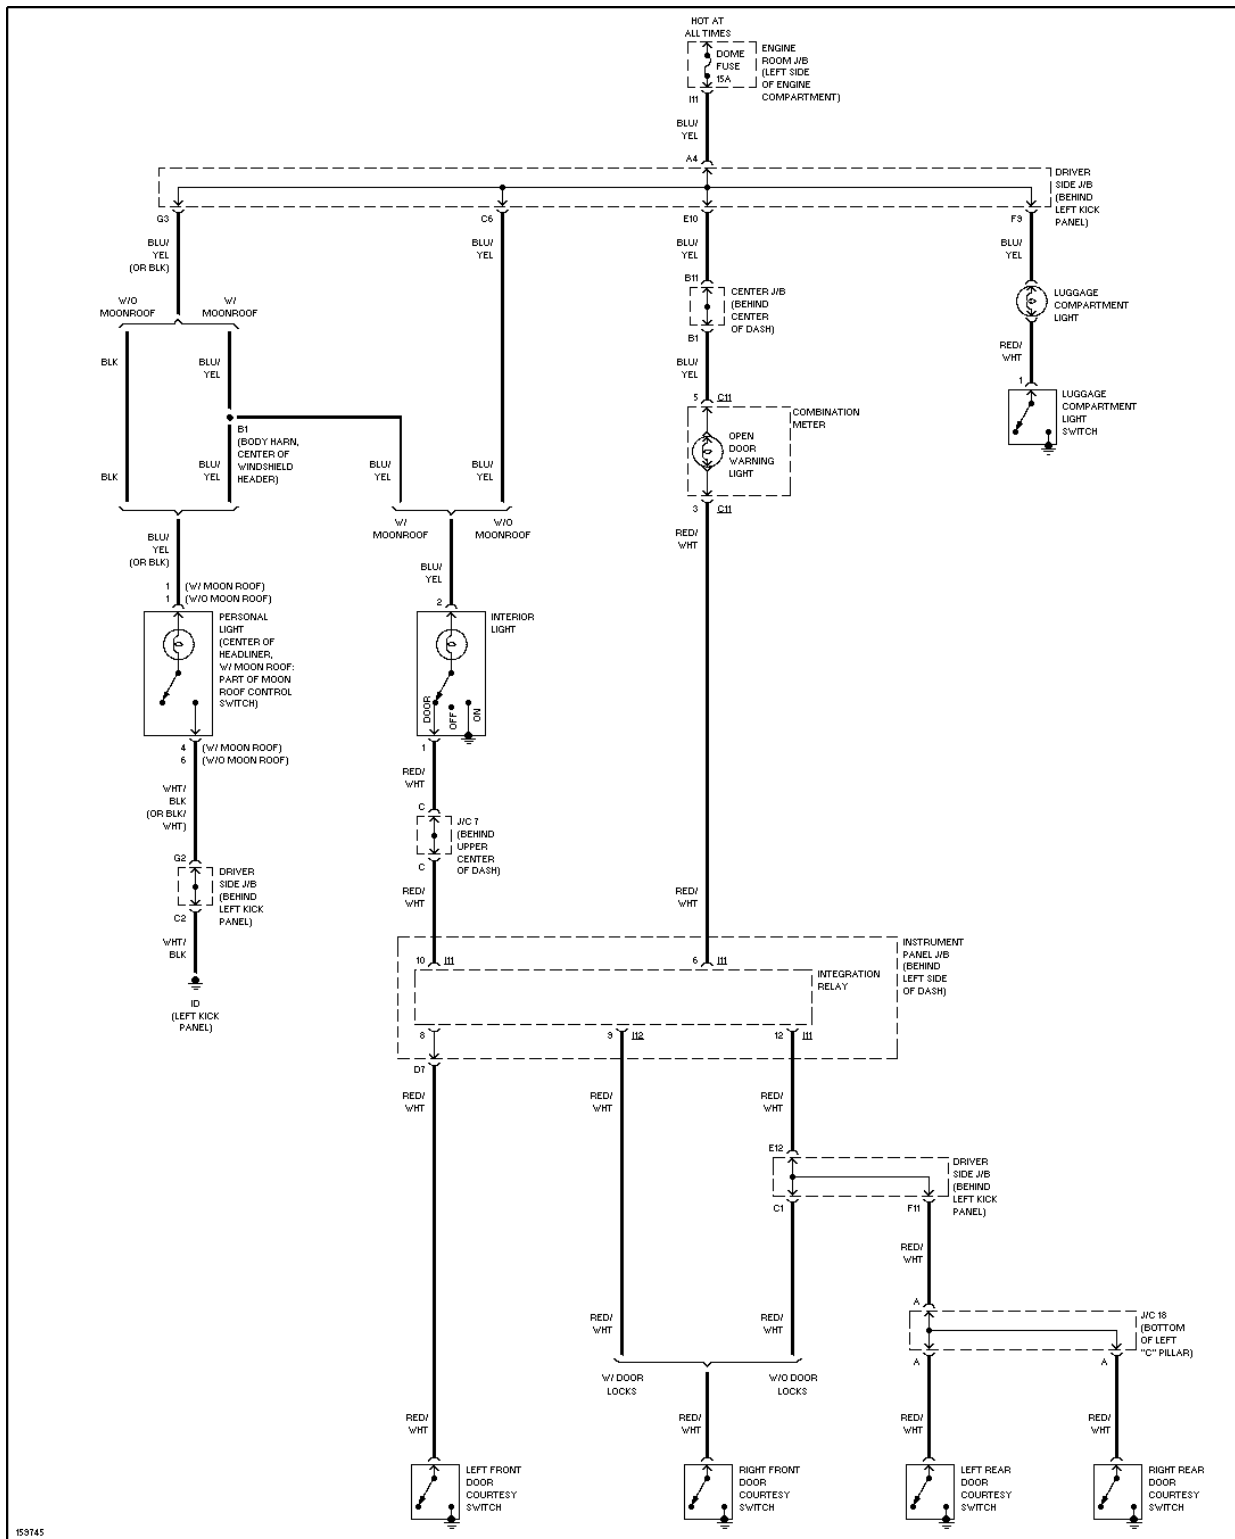 HOT AT
ALL TIMES
DOME
FUSE
15A
ENGINE
ROOM J/B
(LEFT SIDE
OF ENGINE
COMPARTMENT)
I11
BLU/
YEL
A4
DRIVER
SIDE J/B
(BEHIND
LEFT KICK
PANEL)
G3
C6
E10
F9
BLU/
YEL
(OR BLK)
BLU/
YEL
BLU/
YEL
BLU/
YEL
B11
CENTER J/B
(BEHIND
CENTER
OF DASH)
B1
LUGGAGE
COMPARTMENT
LIGHT
W/O
MOONROOF
W/
MOONROOF
BLK
BLU/
YEL
BLU/
YEL
RED/
WHT
1
LUGGAGE
COMPARTMENT
LIGHT
SWITCH
5 C11
COMBINATION
METER
OPEN
DOOR
WARNING
LIGHT
3 C11
B1
(BODY HARN,
CENTER OF
WINDSHIELD
HEADER)
BLK
BLU/
YEL
BLU/
YEL
BLU/
YEL
W/
MOONROOF
W/O
MOONROOF
RED/
WHT
BLU/
YEL
(OR BLK)
BLU/
YEL
1 (W/ MOON ROOF)
1 (W/O MOON ROOF)
2
PERSONAL
LIGHT
(CENTER OF
HEADLINER,
W/ MOON ROOF:
PART OF MOON
ROOF CONTROL
SWITCH)
INTERIOR
LIGHT
DOOR
OFF
ON
4 (W/ MOON ROOF)
6 (W/O MOON ROOF)
1
WHT/
BLK
(OR BLK/
WHT)
RED/
WHT
C
J/C 7
(BEHIND
UPPER
CENTER
OF DASH)
C
G2
DRIVER
SIDE J/B
(BEHIND
LEFT KICK
PANEL)
C2
RED/
WHT
RED/
WHT
WHT/
BLK
ID
(LEFT KICK
PANEL)
INSTRUMENT
PANEL J/B
(BEHIND
LEFT SIDE
OF DASH)
10 I11
6 I11
INTEGRATION
RELAY
8
9 I12
12 I11
D7
RED/
WHT
RED/
WHT
RED/
WHT
E12
DRIVER
SIDE J/B
(BEHIND
LEFT KICK
PANEL)
C1
F11
RED/
WHT
A
J/C 18
(BOTTOM
OF LEFT
"C" PILLAR)
A
A
RED/
WHT
RED/
WHT
W/ DOOR
LOCKS
W/O DOOR
LOCKS
RED/
WHT
RED/
WHT
RED/
WHT
RED/
WHT
LEFT FRONT
DOOR
COURTESY
SWITCH
RIGHT FRONT
DOOR
COURTESY
SWITCH
LEFT REAR
DOOR
COURTESY
SWITCH
RIGHT REAR
DOOR
COURTESY
SWITCH
159745